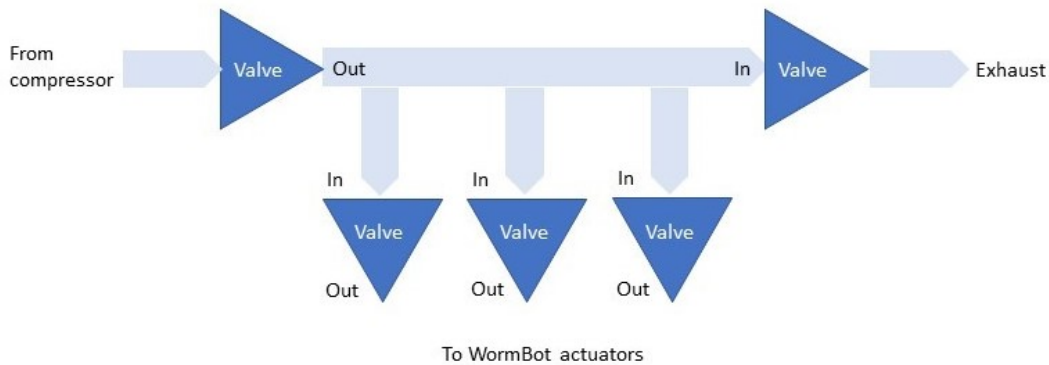 From
compressor
Valve
Out
In
Valve
Exhaust
In
In
In
Valve
Valve
Valve
Out
Out
Out
To WormBot actuators